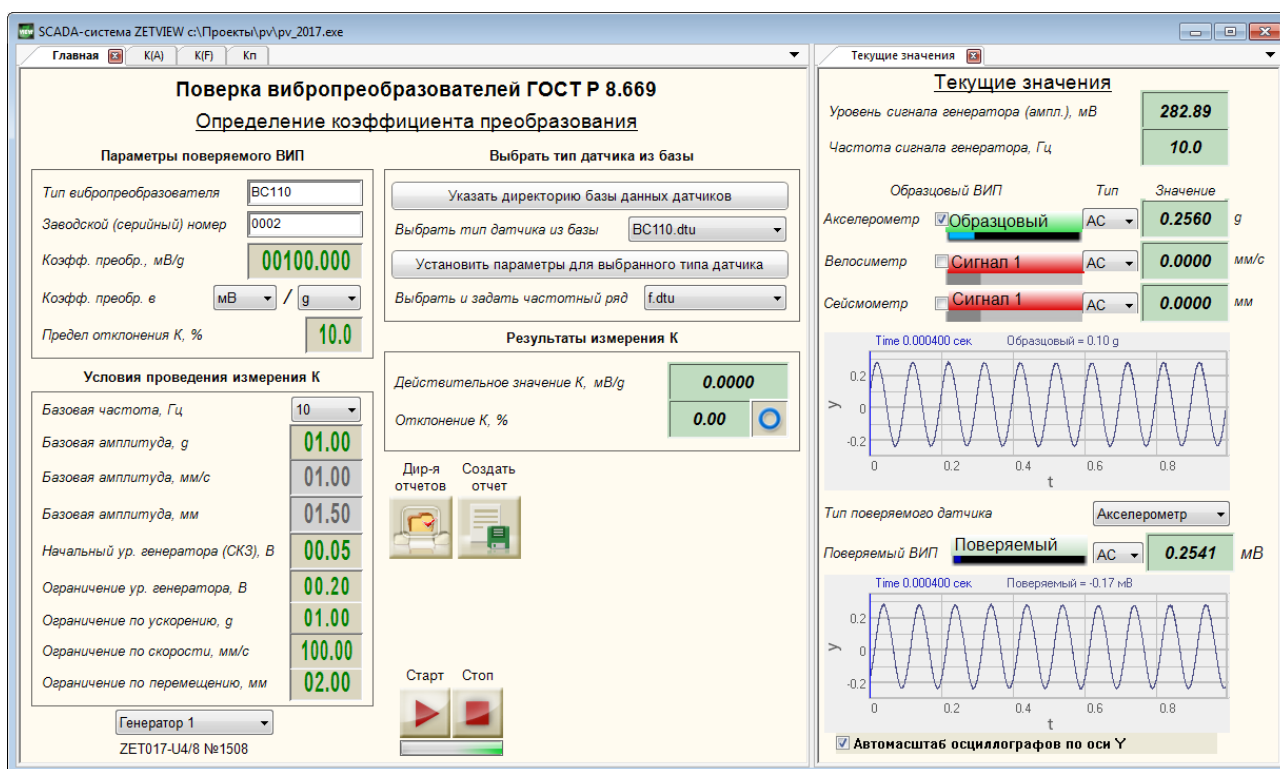 SCADA-система ZETVIEW c:\Проекты\pv\pv_2017.exe
Главная K(A) K(F) Кп
Поверка вибропреобразователей ГОСТ Р 8.669
Определение коэффициента преобразования
Параметры поверяемого ВИП
Тип вибропреобразователя BC110
Заводской (серийный) номер 0002
Коэфф. преобр., мВ/g 00100.000
Коэфф. преобр. в мВ / g
Предел отклонения К, % 10.0
Условия проведения измерения К
Базовая частота, Гц 10
Базовая амплитуда, g 01.00
Базовая амплитуда, мм/с 01.00
Базовая амплитуда, мм 01.50
Начальный ур. генератора (СКЗ), В 00.05
Ограничение ур. генератора, В 00.20
Ограничение по ускорению, g 01.00
Ограничение по скорости, мм/с 100.00
Ограничение по перемещению, мм 02.00
Генератор 1
ZET017-U4/8 №1508
Выбрать тип датчика из базы
Указать директорию базы данных датчиков
Выбрать тип датчика из базы BC110.dtu
Установить параметры для выбранного типа датчика
Выбрать и задать частотный ряд f.dtu
Результаты измерения К
Действительное значение К, мВ/g 0.0000
Отклонение К, % 0.00
Дир-я Создать
отчетов отчет
Старт Стоп
Текущие значения
Текущие значения
Уровень сигнала генератора (ампл.), мВ 282.89
Частота сигнала генератора, Гц 10.0
Образцовый ВИП Тип Значение
Акселерометр Образцовый AC 0.2560 g
Велосиметр Сигнал 1 AC 0.0000 мм/с
Сейсмометр Сигнал 1 AC 0.0000 мм
Time 0.000400 сек Образцовый = 0.10 g
0.2
y 0
-0.2
0 0.2 0.4 0.6 0.8
t
Тип поверяемого датчика Акселерометр
Поверяемый ВИП Поверяемый AC 0.2541 мВ
Time 0.000400 сек Поверяемый = -0.17 мВ
0.2
y 0
-0.2
0 0.2 0.4 0.6 0.8
t
Автомасштаб осциллографов по оси Y